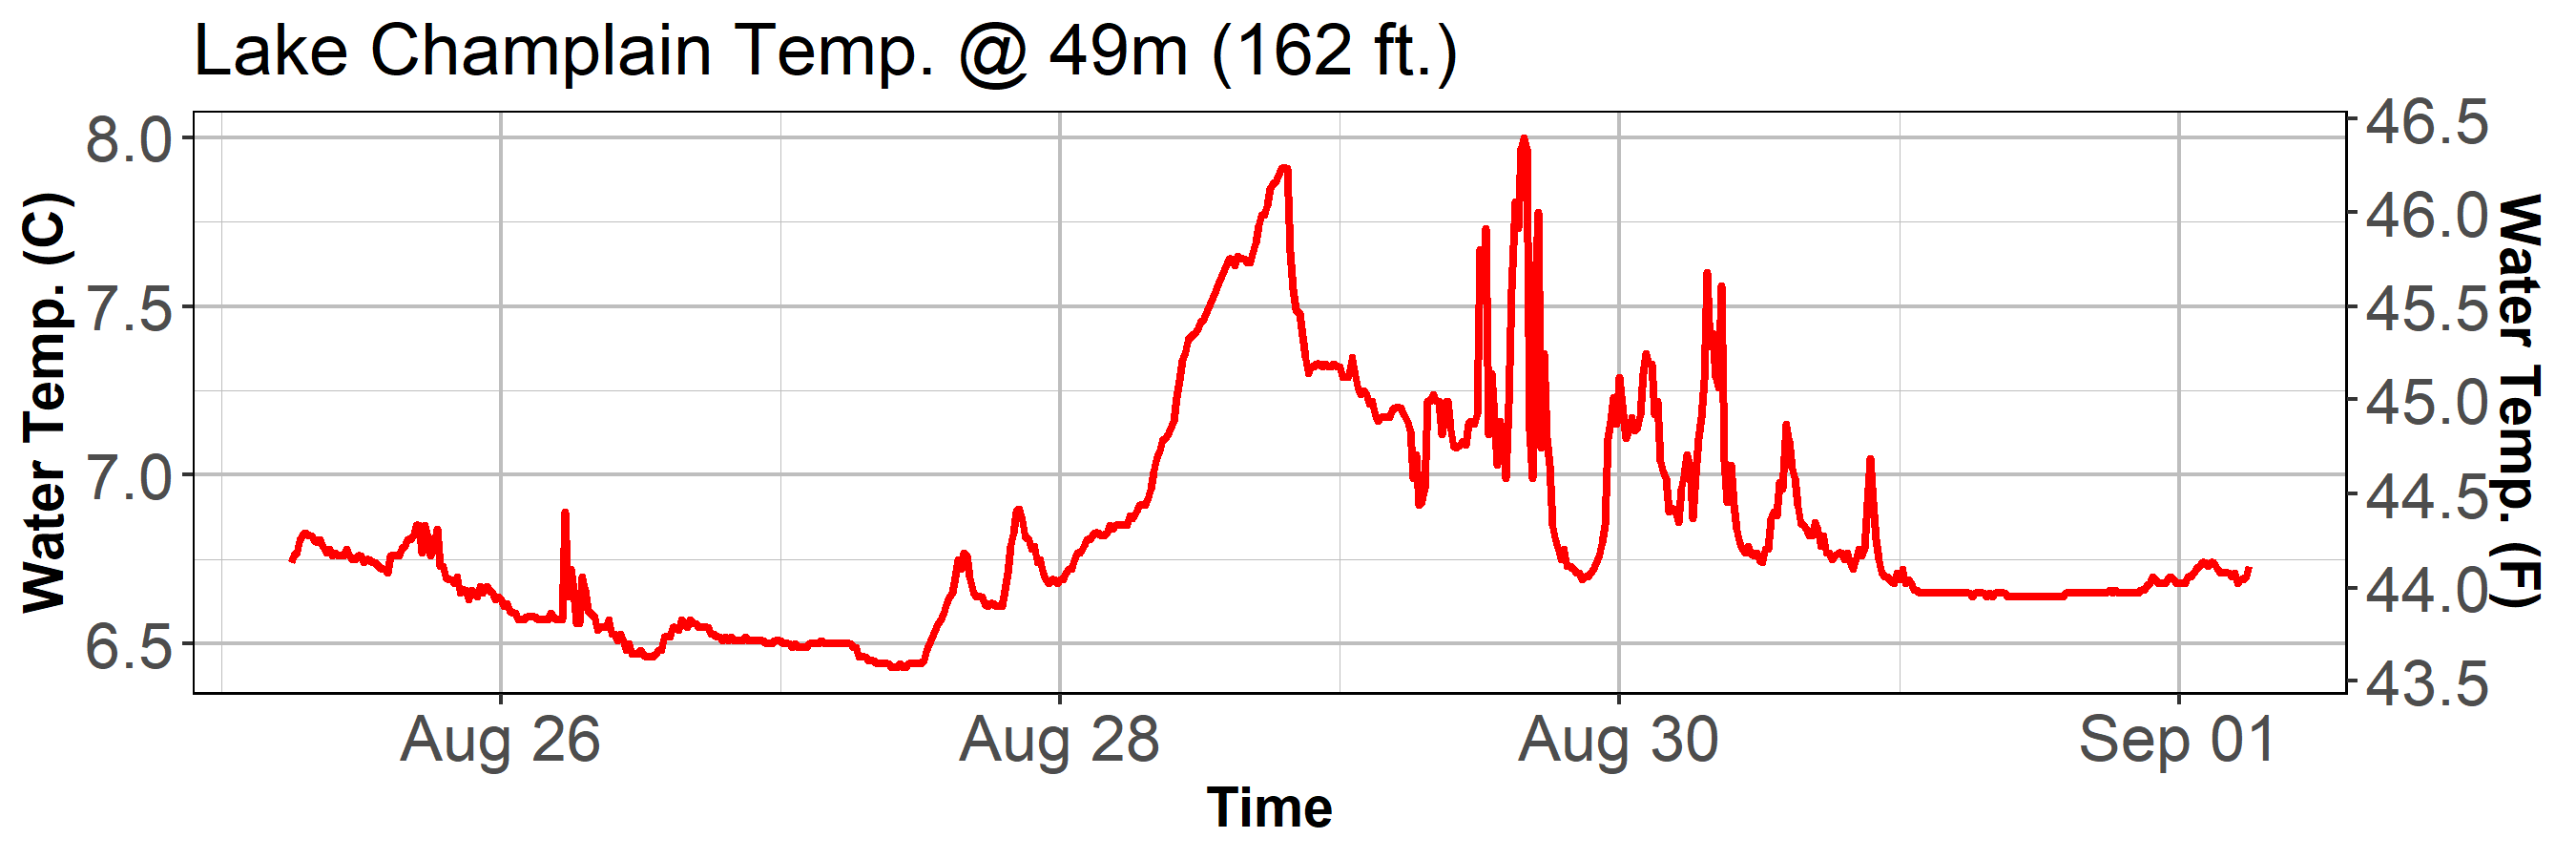 Lake Champlain Temp. @ 49m (162 ft.)
Water Temp. (C)
8.0
7.5
7.0
6.5
46.5
46.0
45.5
45.0
44.5
44.0
43.5
Water Temp. (F)
Aug 26
Aug 28
Aug 30
Sep 01
Time